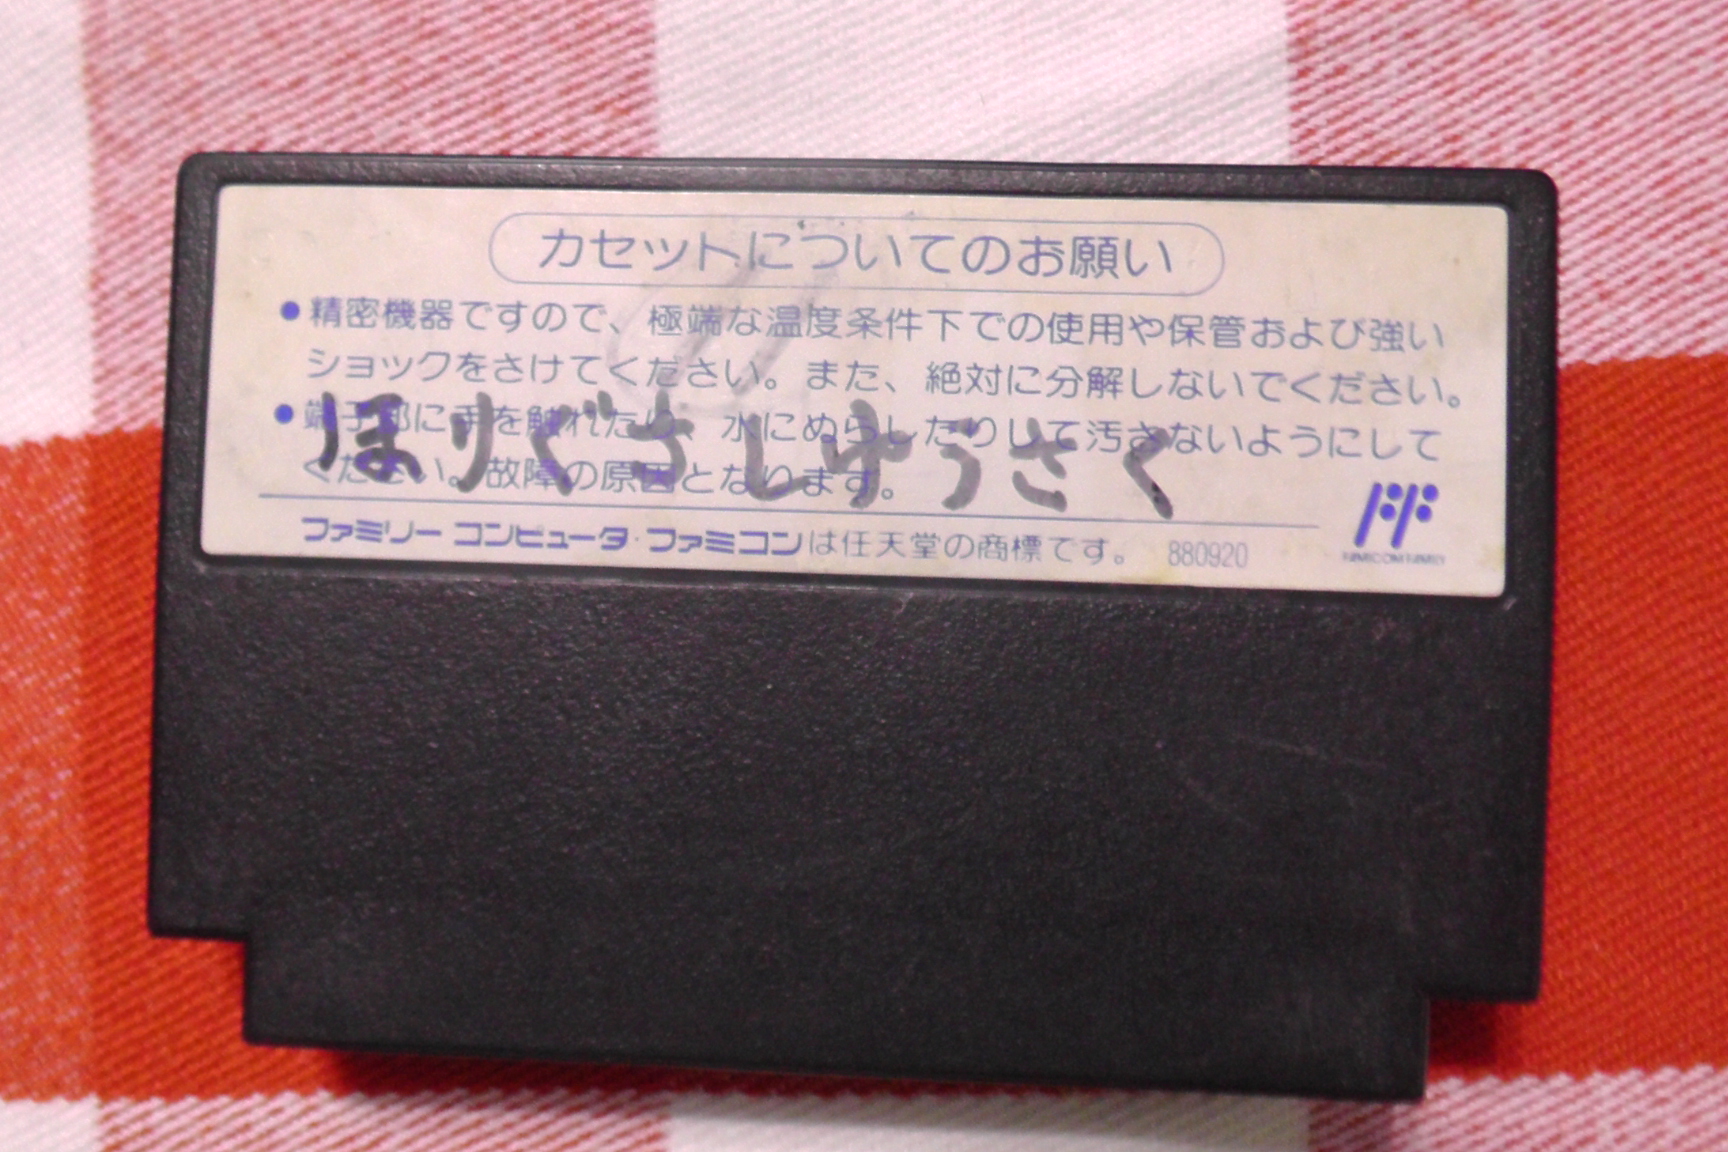 カセットについてのお願い
●精密機器ですので、極端な温度条件下での使用や保管および強い
ショックをさけてください。また、絶対に分解しないでください。
●端子部に手を触れたり、水にぬらしたりして汚さないようにして
ください。故障の原因となります。
ほりぐさしゅうさく
ファミリーコンピュータ・ファミコンは任天堂の商標です。 880920
FAMICOM FAMILY